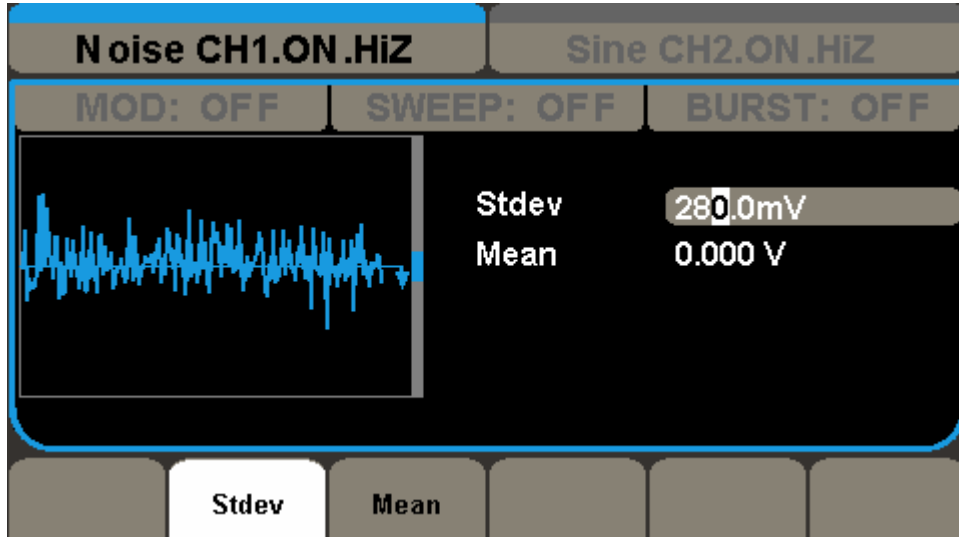 Noise CH1.ON.HiZ Sine CH2.ON.HiZ
MOD: OFF SWEEP: OFF BURST: OFF
Stdev 280.0mV
Mean 0.000 V
Stdev Mean